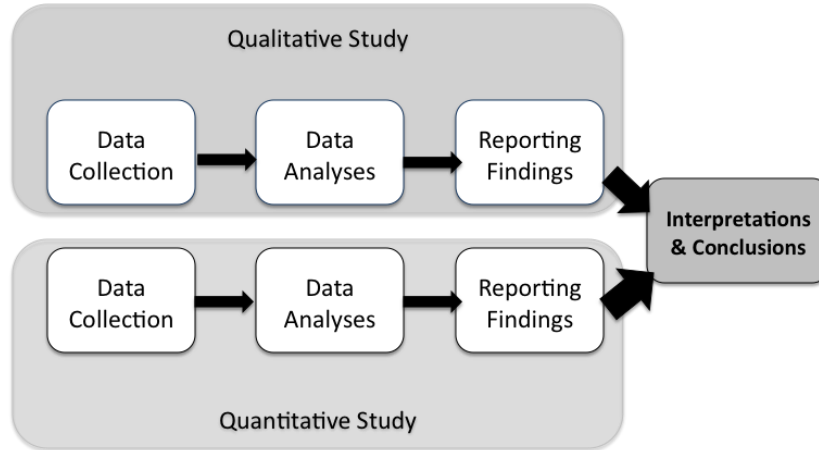 Qualitative Study
Data
Collection
Data
Analyses
Reporting
Findings
Interpretations
& Conclusions
Data
Collection
Data
Analyses
Reporting
Findings
Quantitative Study